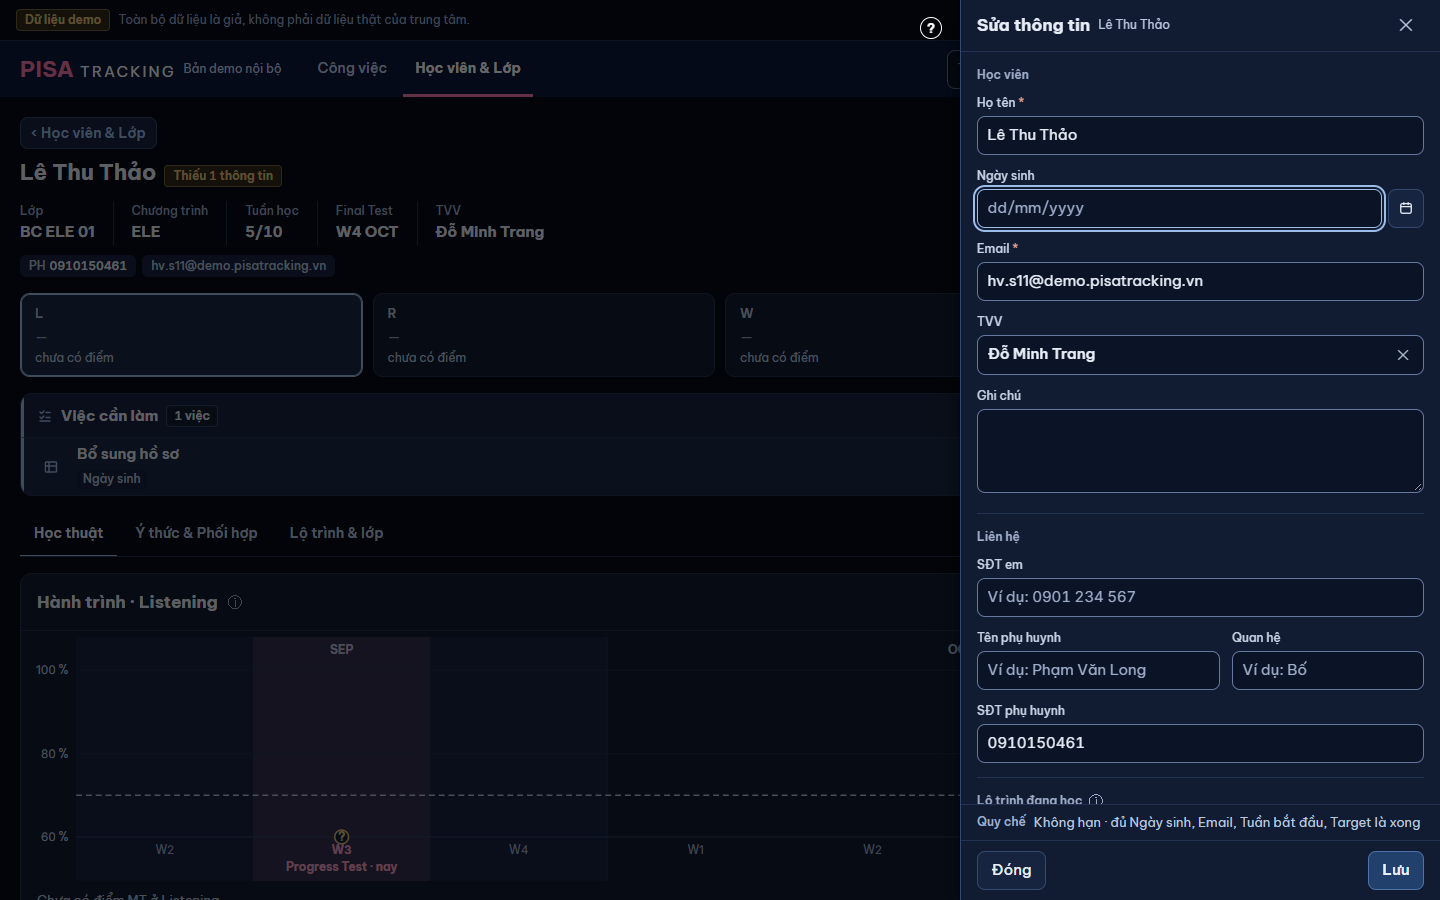 Dữ liệu demo Toàn bộ dữ liệu là giả, không phải dữ liệu thật của trung tâm.
?
PISA TRACKING Bản demo nội bộ Công việc Học viên & Lớp
‹ Học viên & Lớp
Lê Thu Thảo Thiếu 1 thông tin
Lớp Chương trình Tuần học Final Test TVV
BC ELE 01 ELE 5/10 W4 OCT Đỗ Minh Trang
PH 0910150461 hv.s11@demo.pisatracking.vn
L R W
— — —
chưa có điểm chưa có điểm chưa có điểm
Việc cần làm 1 việc
Bổ sung hồ sơ
Ngày sinh
Học thuật Ý thức & Phối hợp Lộ trình & lớp
Hành trình · Listening
SEP
100 %
80 %
60 %
?
W2 W3 W4 W1 W2
Progress Test · nay
Chưa có điểm MT ở Listening
Sửa thông tin Lê Thu Thảo
Học viên
Họ tên *
Lê Thu Thảo
Ngày sinh
dd/mm/yyyy
Email *
hv.s11@demo.pisatracking.vn
TVV
Đỗ Minh Trang
Ghi chú
Liên hệ
SĐT em
Ví dụ: 0901 234 567
Tên phụ huynh Quan hệ
Ví dụ: Phạm Văn Long Ví dụ: Bố
SĐT phụ huynh
0910150461
Lộ trình đang học
Quy chế Không hạn · đủ Ngày sinh, Email, Tuần bắt đầu, Target là xong
Đóng Lưu